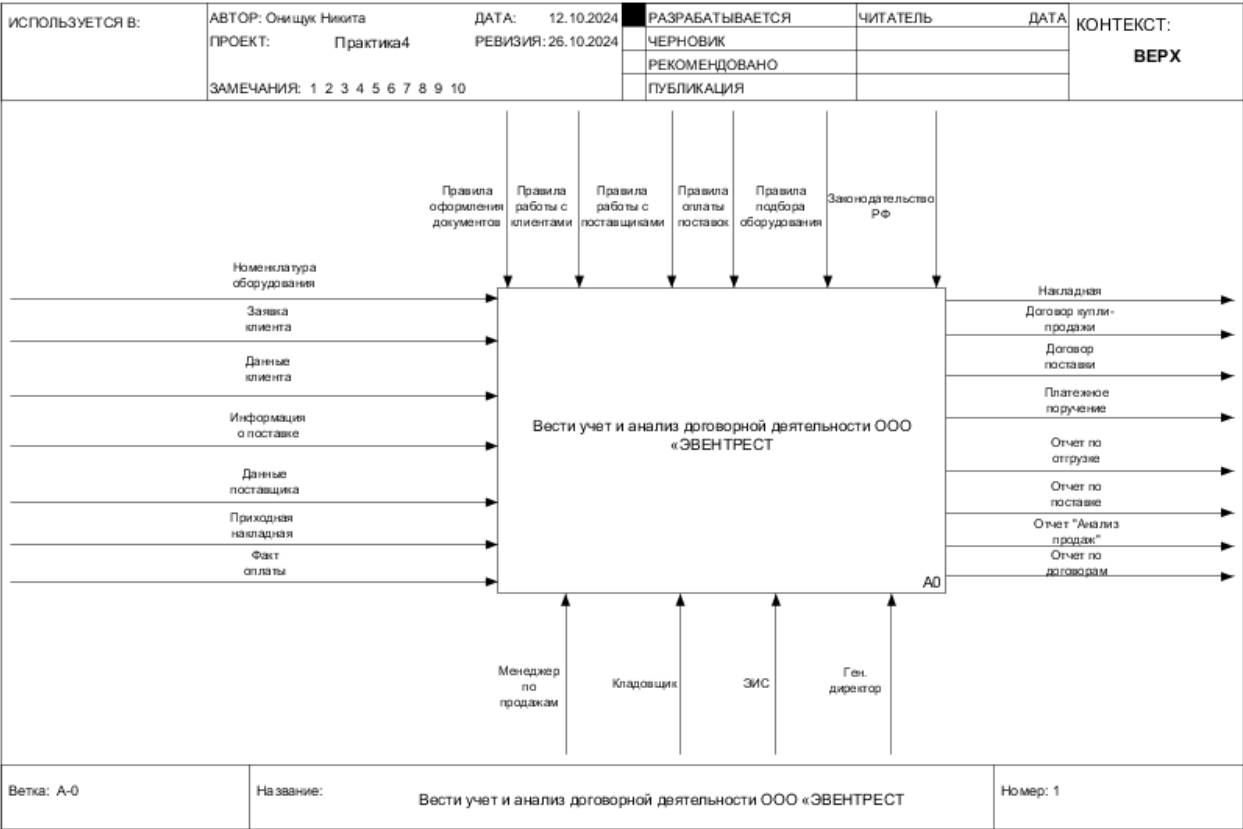 ИСПОЛЬЗУЕТСЯ В:
АВТОР: Онищук Никита
ДАТА: 12.10.2024
ПРОЕКТ: Практика4
РЕВИЗИЯ: 26.10.2024
ЗАМЕЧАНИЯ: 1 2 3 4 5 6 7 8 9 10
РАЗРАБАТЫВАЕТСЯ
ЧЕРНОВИК
РЕКОМЕНДОВАНО
ПУБЛИКАЦИЯ
ЧИТАТЕЛЬ
ДАТА
КОНТЕКСТ:
ВЕРХ
Правила
оформления
документов
Правила
работы с
клиентами
Правила
работы с
поставщиками
Правила
оплаты
поставок
Правила
подбора
оборудования
Законодательство
РФ
Номенклатура
оборудования
Заявка
клиента
Данные
клиента
Информация
о поставке
Данные
поставщика
Приходная
накладная
Факт
оплаты
Вести учет и анализ договорной деятельности ООО
«ЭВЕНТРЕСТ
A0
Накладная
Договор купли-
продажи
Договор
поставки
Платежное
поручение
Отчет по
отгрузке
Отчет по
поставке
Отчет "Анализ
продаж"
Отчет по
договорам
Менеджер
по
продажам
Кладовщик
ЭИС
Ген.
директор
Ветка: A-0
Название:
Вести учет и анализ договорной деятельности ООО «ЭВЕНТРЕСТ
Номер: 1